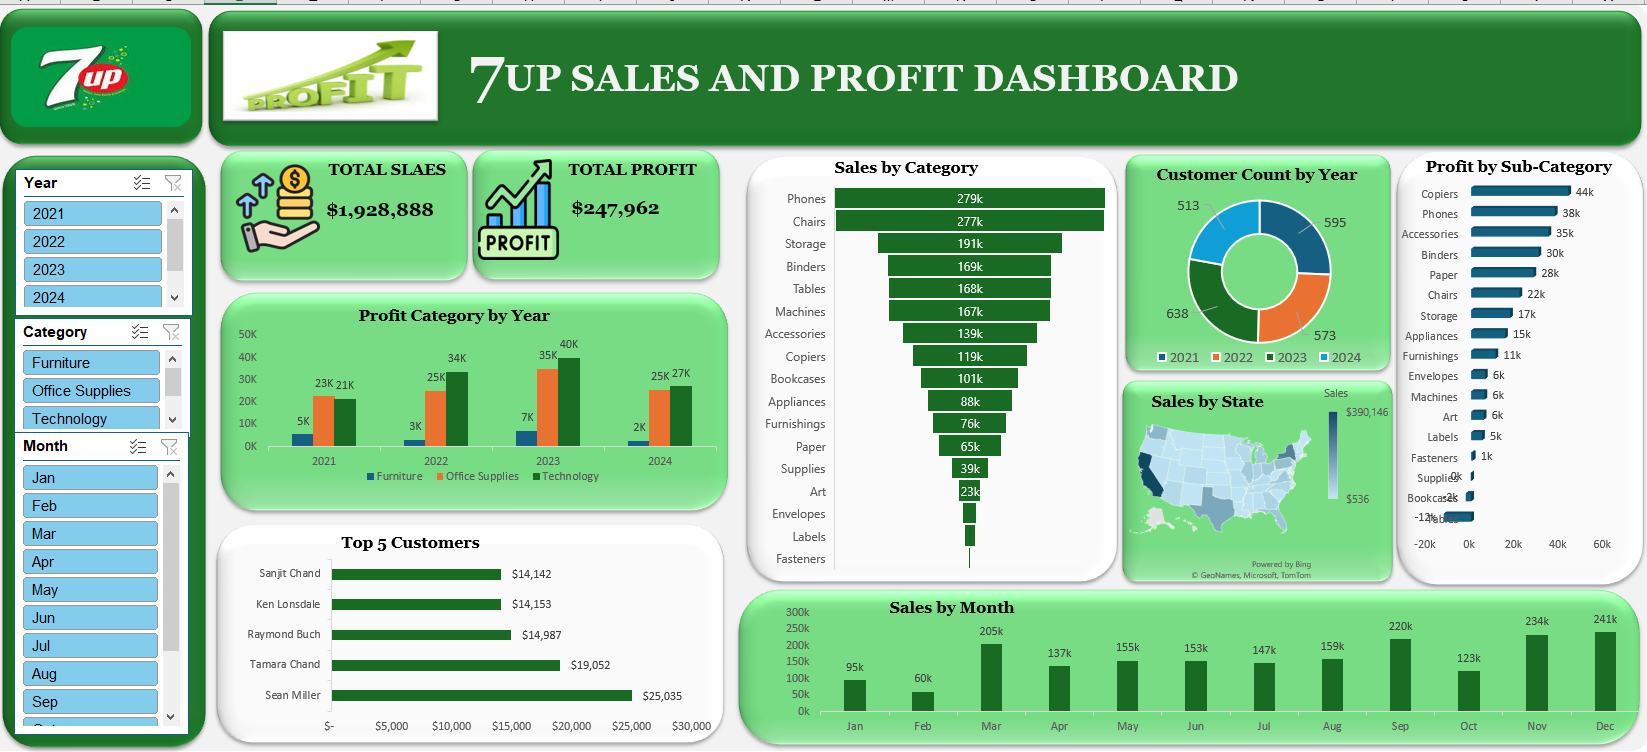 7up
PROFIT
7UP SALES AND PROFIT DASHBOARD
Year
2021
2022
2023
2024
Category
Furniture
Office Supplies
Technology
Month
Jan
Feb
Mar
Apr
May
Jun
Jul
Aug
Sep
TOTAL SLAES
$1,928,888
TOTAL PROFIT
$247,962
PROFIT
Profit Category by Year
50K
40K
30K
20K
10K
0K
5K
23K
21K
3K
25K
34K
7K
35K
40K
2K
25K
27K
2021 2022 2023 2024
Furniture Office Supplies Technology
Top 5 Customers
Sanjit Chand $14,142
Ken Lonsdale $14,153
Raymond Buch $14,987
Tamara Chand $19,052
Sean Miller $25,035
$- $5,000 $10,000 $15,000 $20,000 $25,000 $30,000
Sales by Category
Phones 279k
Chairs 277k
Storage 191k
Binders 169k
Tables 168k
Machines 167k
Accessories 139k
Copiers 119k
Bookcases 101k
Appliances 88k
Furnishings 76k
Paper 65k
Supplies 39k
Art 23k
Envelopes
Labels
Fasteners
Customer Count by Year
513
595
638
573
2021 2022 2023 2024
Sales by State
Sales
$390,146
$536
Powered by Bing
© GeoNames, Microsoft, TomTom
Profit by Sub-Category
Copiers 44k
Phones 38k
Accessories 35k
Binders 30k
Paper 28k
Chairs 22k
Storage 17k
Appliances 15k
Furnishings 11k
Envelopes 6k
Machines 6k
Art 6k
Labels 5k
Fasteners 1k
Supplies 0k
Bookcases -2k
Tables -12k
-20k 0k 20k 40k 60k
Sales by Month
300k
250k
200k
150k
100k
50k
0k
95k 60k 205k 137k 155k 153k 147k 159k 220k 123k 234k 241k
Jan Feb Mar Apr May Jun Jul Aug Sep Oct Nov Dec